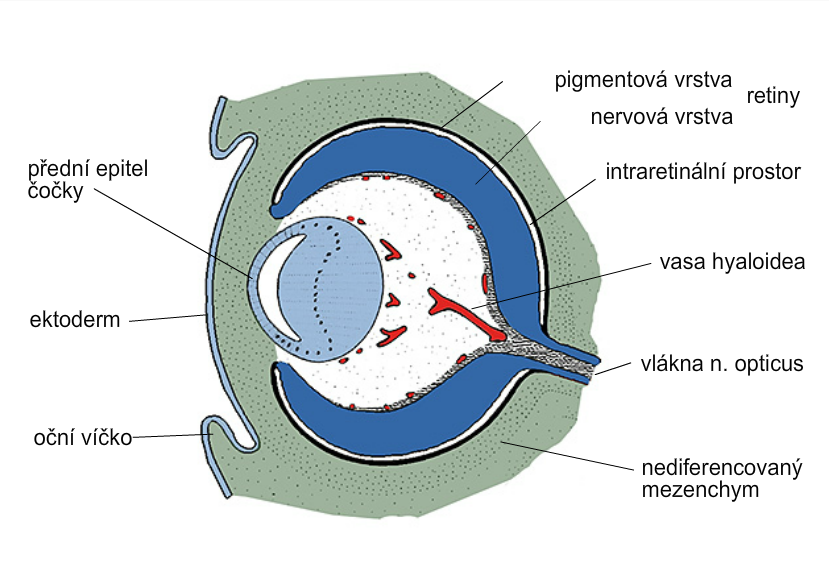 pigmentová vrstva
retiny
nervová vrstva
intraretinální prostor
přední epitel
čočky
vasa hyaloidea
ektoderm
vlákna n. opticus
oční víčko
nediferencovaný
mezenchym